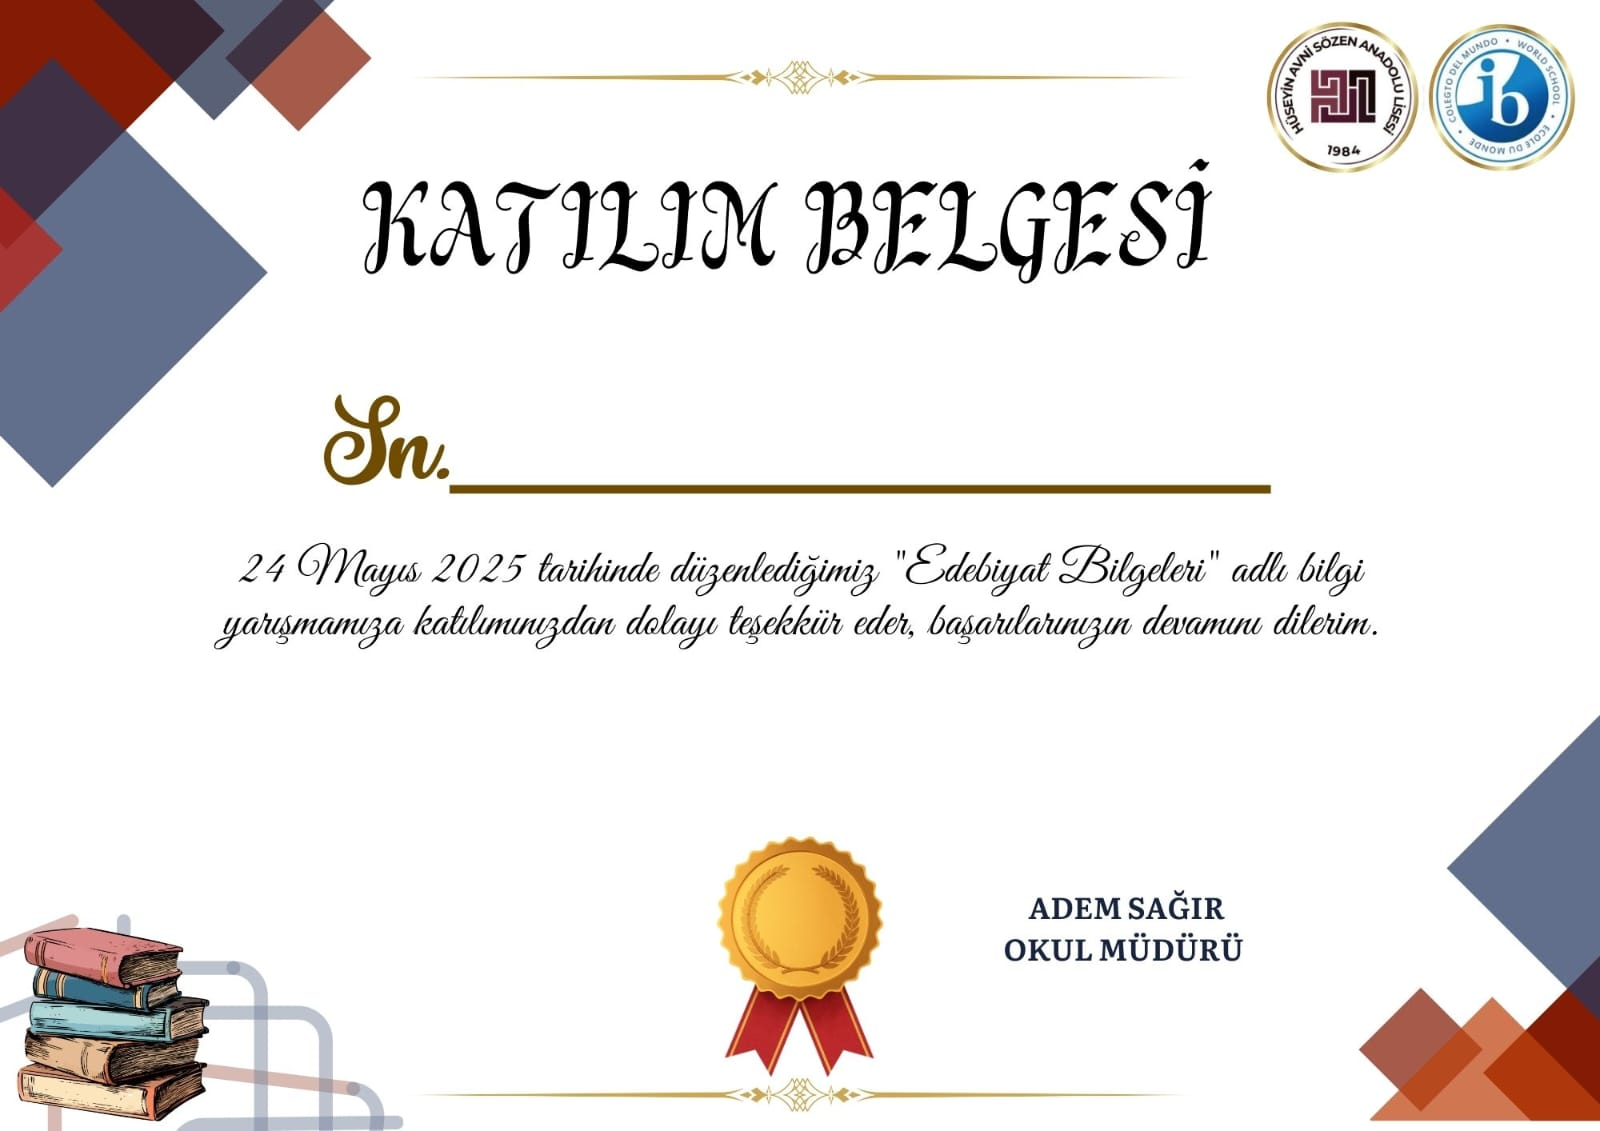 HÜSEYİN AVNİ SÖZEN ANADOLU LİSESİ
1984
COLEGTO DEL MUNDO • WORLD SCHOOL • ECOLE DU MONDE •
ib
KATILIM BELGESİ
Sn.
24 Mayıs 2025 tarihinde düzenlediğimiz "Edebiyat Bilgeleri" adlı bilgi
yarışmamıza katılımınızdan dolayı teşekkür eder, başarılarınızın devamını dilerim.
ADEM SAĞIR
OKUL MÜDÜRÜ